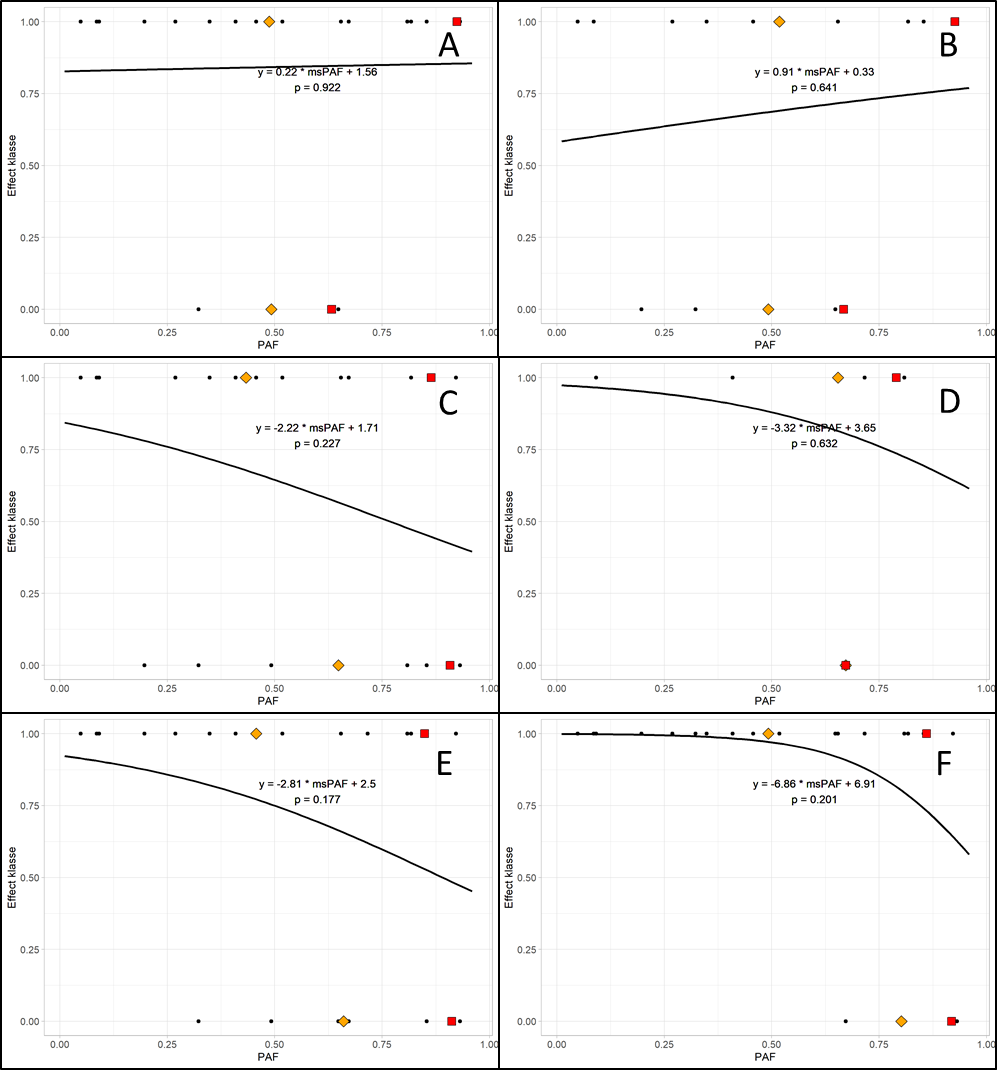 1.00
A
y = 0.22 * msPAF + 1.56
p = 0.922
0.75
Effect klasse
0.50
0.25
0.00
0.00 0.25 0.50 0.75 1.00
PAF
1.00
B
y = 0.91 * msPAF + 0.33
p = 0.641
0.75
Effect klasse
0.50
0.25
0.00
0.00 0.25 0.50 0.75 1.00
PAF
1.00
C
y = -2.22 * msPAF + 1.71
p = 0.227
0.75
Effect klasse
0.50
0.25
0.00
0.00 0.25 0.50 0.75 1.00
PAF
1.00
D
y = -3.32 * msPAF + 3.65
p = 0.632
0.75
Effect klasse
0.50
0.25
0.00
0.00 0.25 0.50 0.75 1.00
PAF
1.00
E
y = -2.81 * msPAF + 2.5
p = 0.177
0.75
Effect klasse
0.50
0.25
0.00
0.00 0.25 0.50 0.75 1.00
PAF
1.00
F
y = -6.86 * msPAF + 6.91
p = 0.201
0.75
Effect klasse
0.50
0.25
0.00
0.00 0.25 0.50 0.75 1.00
PAF